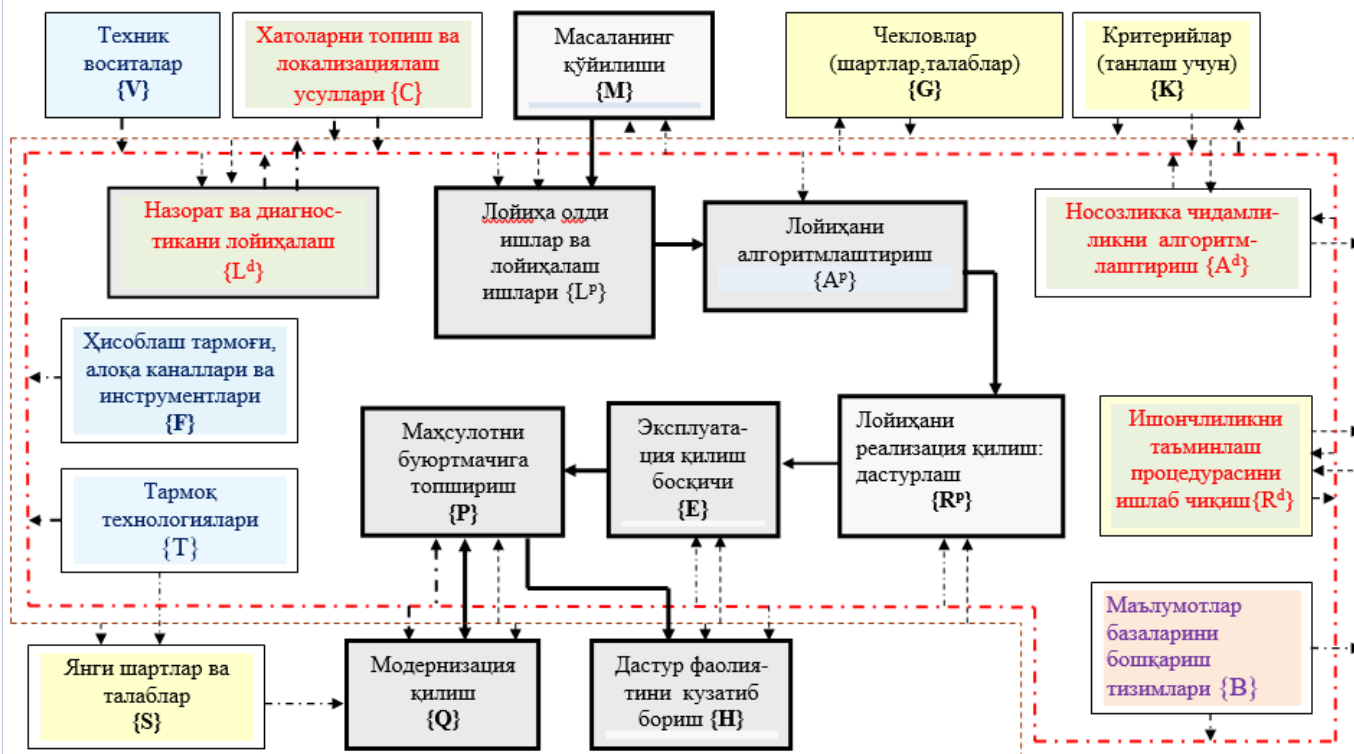 Техник
воситалар
{V}
Хатоларни топиш ва
локализациялаш
усуллари {C}
Масаланинг
қўйилиши
{M}
Чекловлар
(шартлар,талаблар)
{G}
Критерийлар
(танлаш учун)
{K}
Назорат ва диагнос-
тикани лойиҳалаш
{Lᵈ}
Лойиҳа олди
ишлар ва
лойиҳалаш
ишлари {Lᵖ}
Лойиҳани
алгоритмлаштириш
{Aᵖ}
Носозликка чидамли-
ликни алгоритм-
лаштириш {Aᵈ}
Ҳисоблаш тармоғи,
алоқа каналлари ва
инструментлари
{F}
Маҳсулотни
буюртмачига
топшириш
{P}
Эксплуата-
ция қилиш
босқичи
{E}
Лойиҳани
реализация қилиш:
дастурлаш
{Rᵖ}
Ишончлиликни
таъминлаш
процедурасини
ишлаб чиқиш{Rᵈ}
Тармоқ
технологиялари
{T}
Янги шартлар ва
талаблар
{S}
Модернизация
қилиш
{Q}
Дастур фаолия-
тини кузатиб
бориш {H}
Маълумотлар
базаларини
бошқариш
тизимлари {B}